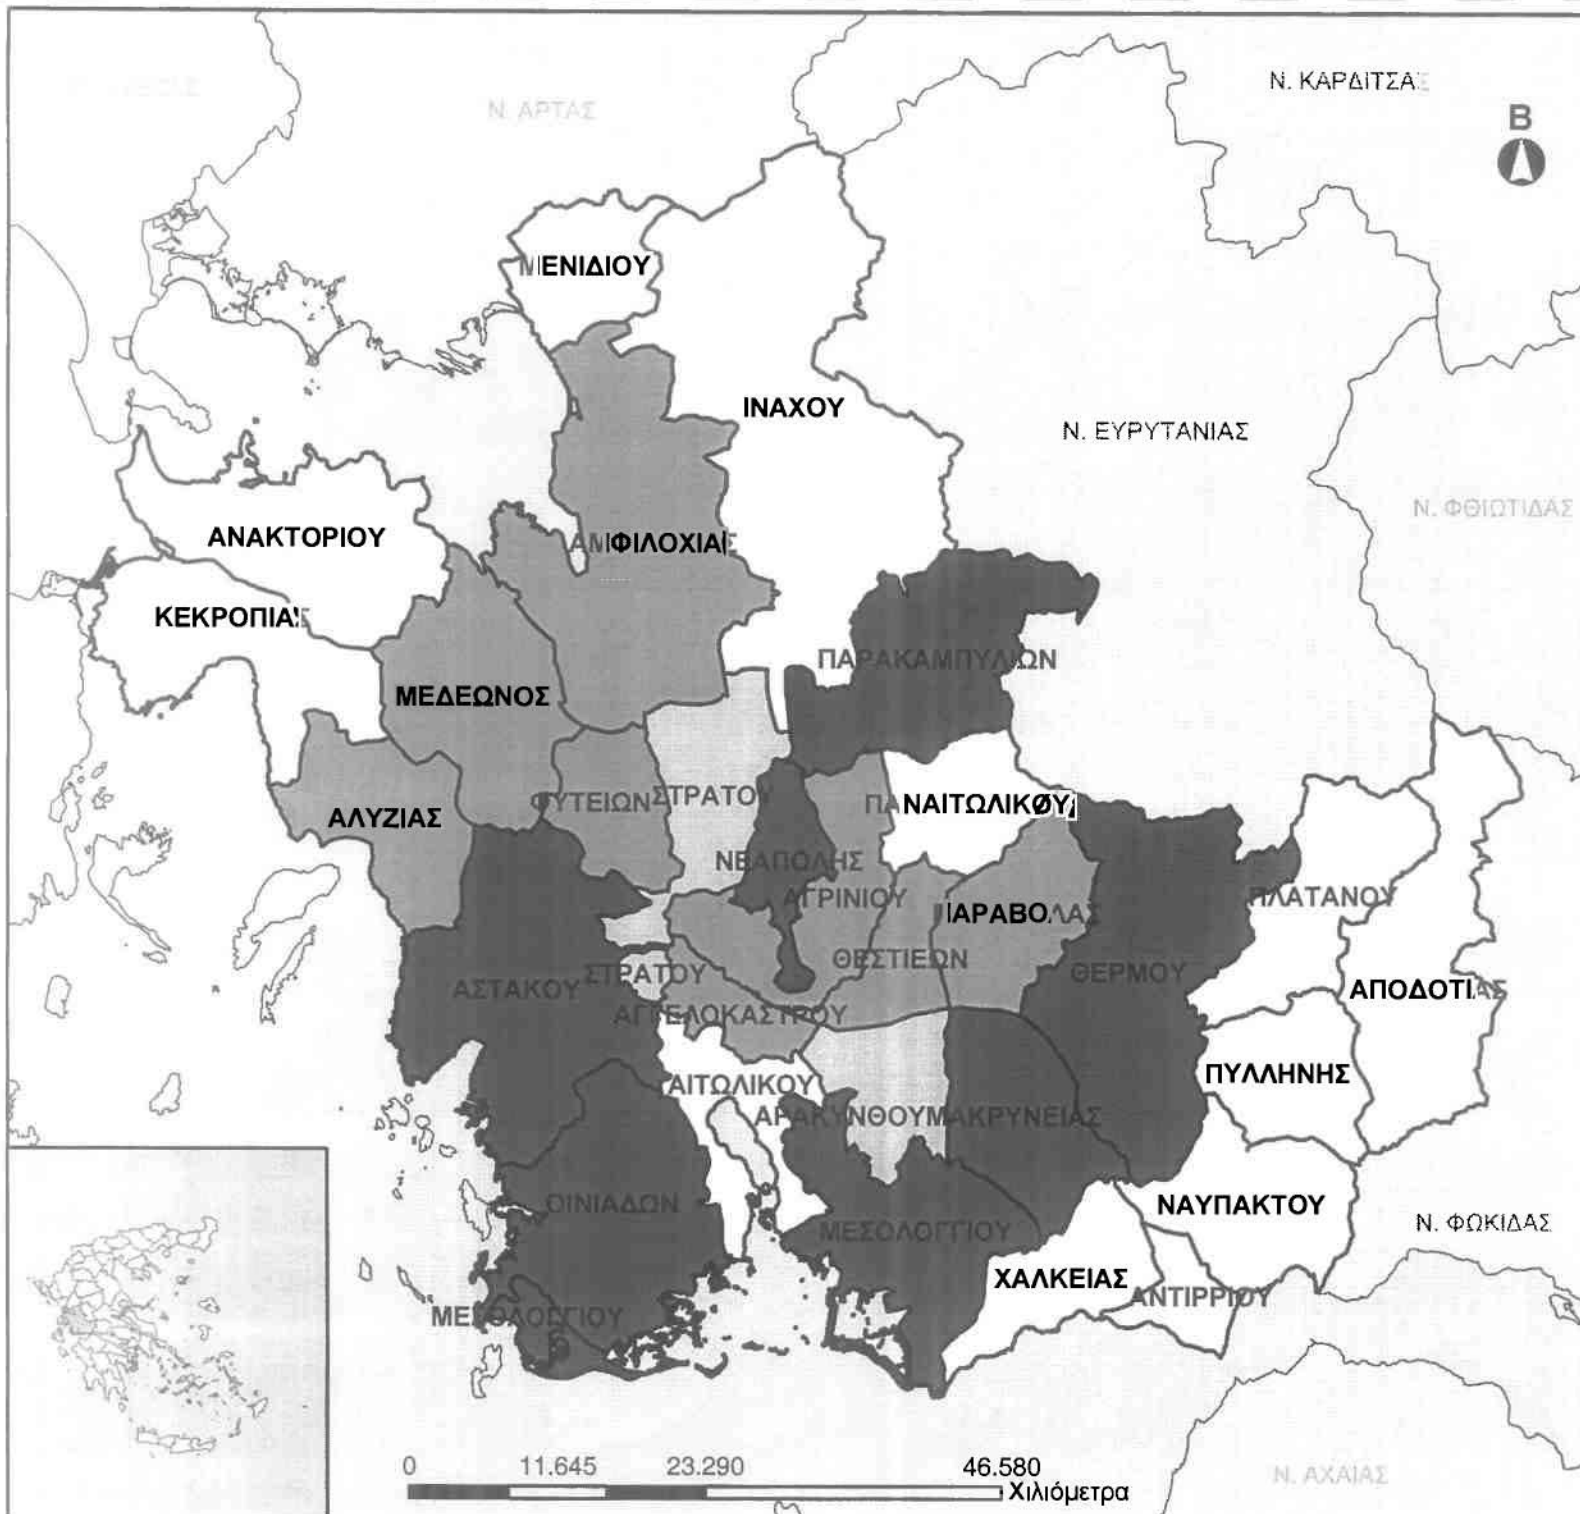 Ν. ΚΑΡΔΙΤΣΑΣ
Ν. ΑΡΤΑΣ
Β
ΜΕΝΙΔΙΟΥ
ΙΝΑΧΟΥ
Ν. ΕΥΡΥΤΑΝΙΑΣ
Ν. ΦΘΙΩΤΙΔΑΣ
ΑΝΑΚΤΟΡΙΟΥ
ΑΜΦΙΛΟΧΙΑΣ
ΚΕΚΡΟΠΙΑΣ
ΠΑΡΑΚΑΜΠΥΛΙΩΝ
ΜΕΔΕΩΝΟΣ
ΦΥΤΕΙΩΝ
ΣΤΡΑΤΟΥ
ΝΑΙΤΩΛΙΚΟΥ
ΑΛΥΖΙΑΣ
ΝΕΑΠΟΛΗΣ
ΑΓΡΙΝΙΟΥ
ΠΛΑΤΑΝΟΥ
ΠΑΡΑΒΟΛΑΣ
ΘΕΣΤΙΕΩΝ
ΘΕΡΜΟΥ
ΣΤΡΑΤΟΥ
ΑΣΤΑΚΟΥ
ΑΠΟΔΟΤΙΑΣ
ΑΓΓΕΛΟΚΑΣΤΡΟΥ
ΠΥΛΛΗΝΗΣ
ΑΙΤΩΛΙΚΟΥ
ΑΡΑΚΥΝΘΟΥ ΜΑΚΡΥΝΕΙΑΣ
ΟΙΝΙΑΔΩΝ
ΝΑΥΠΑΚΤΟΥ
ΜΕΣΟΛΟΓΓΙΟΥ
Ν. ΦΩΚΙΔΑΣ
ΧΑΛΚΕΙΑΣ
ΑΝΤΙΡΡΙΟΥ
ΜΕΣΟΛΟΓΓΙΟΥ
0 11.645 23.290 46.580
Χιλιόμετρα
Ν. ΑΧΑΙΑΣ